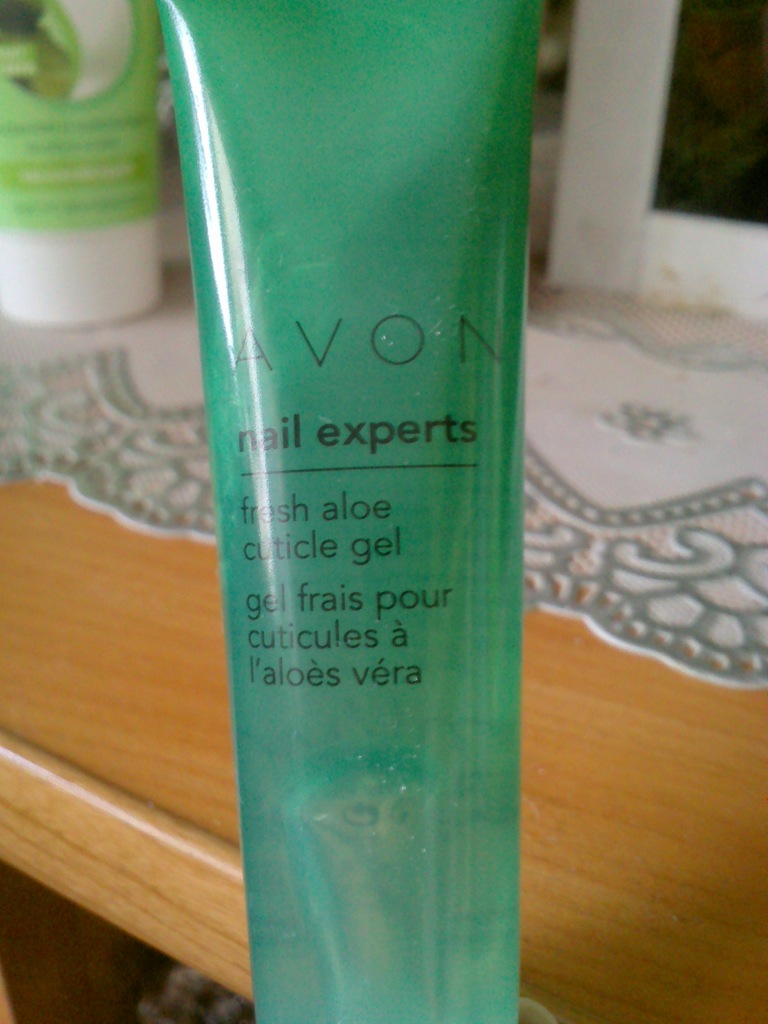 AVON
nail experts
fresh aloe
cuticle gel
gel frais pour
cuticules à
l'aloès véra